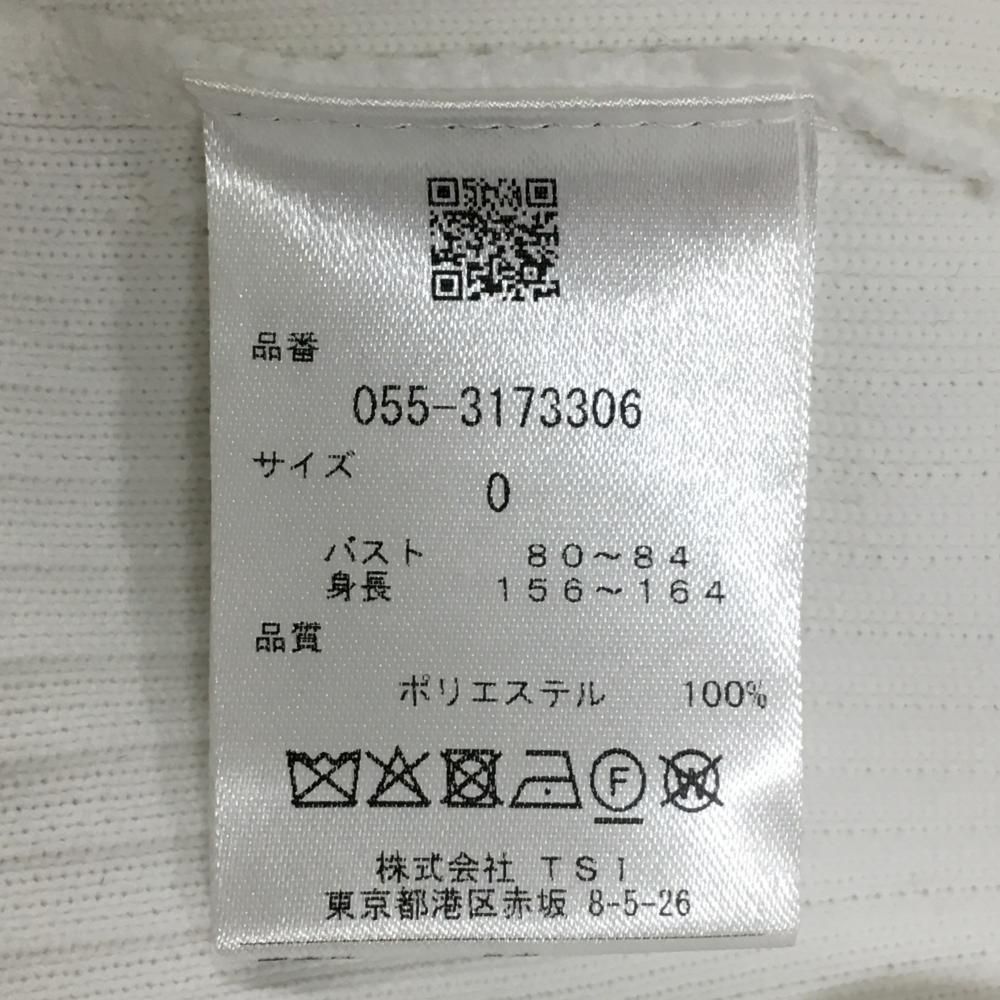 品番
055-3173306
サイズ
0
バスト 80～84
身長 156～164
品質
ポリエステル 100%
F W
株式会社 TSI
東京都港区赤坂 8-5-26